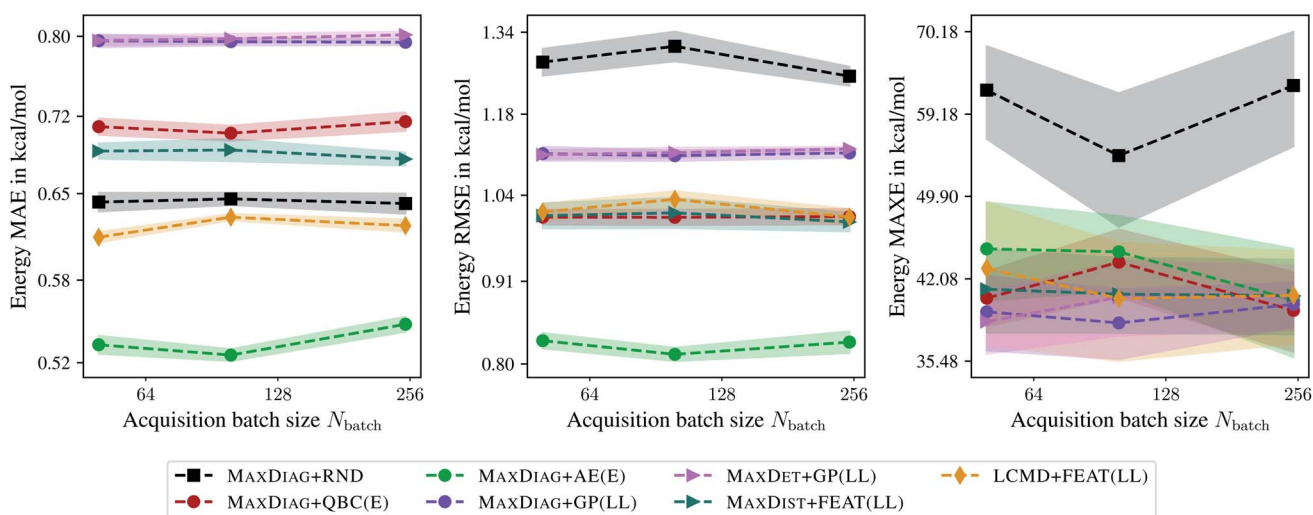 Energy MAE in kcal/mol
0.80
0.72
0.65
0.58
0.52
64
128
256
Acquisition batch size N_batch
Energy RMSE in kcal/mol
1.34
1.18
1.04
0.91
0.80
64
128
256
Acquisition batch size N_batch
Energy MAXE in kcal/mol
70.18
59.18
49.90
42.08
35.48
64
128
256
Acquisition batch size N_batch
MAXDIAG+RND
MAXDIAG+QBC(E)
MAXDIAG+AE(E)
MAXDIAG+GP(LL)
MAXDET+GP(LL)
MAXDIST+FEAT(LL)
LCMD+FEAT(LL)